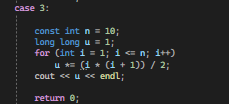 case 3:
const int n = 10;
long long u = 1;
for (int i = 1; i <= n; i++)
u *= (i * (i + 1)) / 2;
cout << u << endl;
return 0;